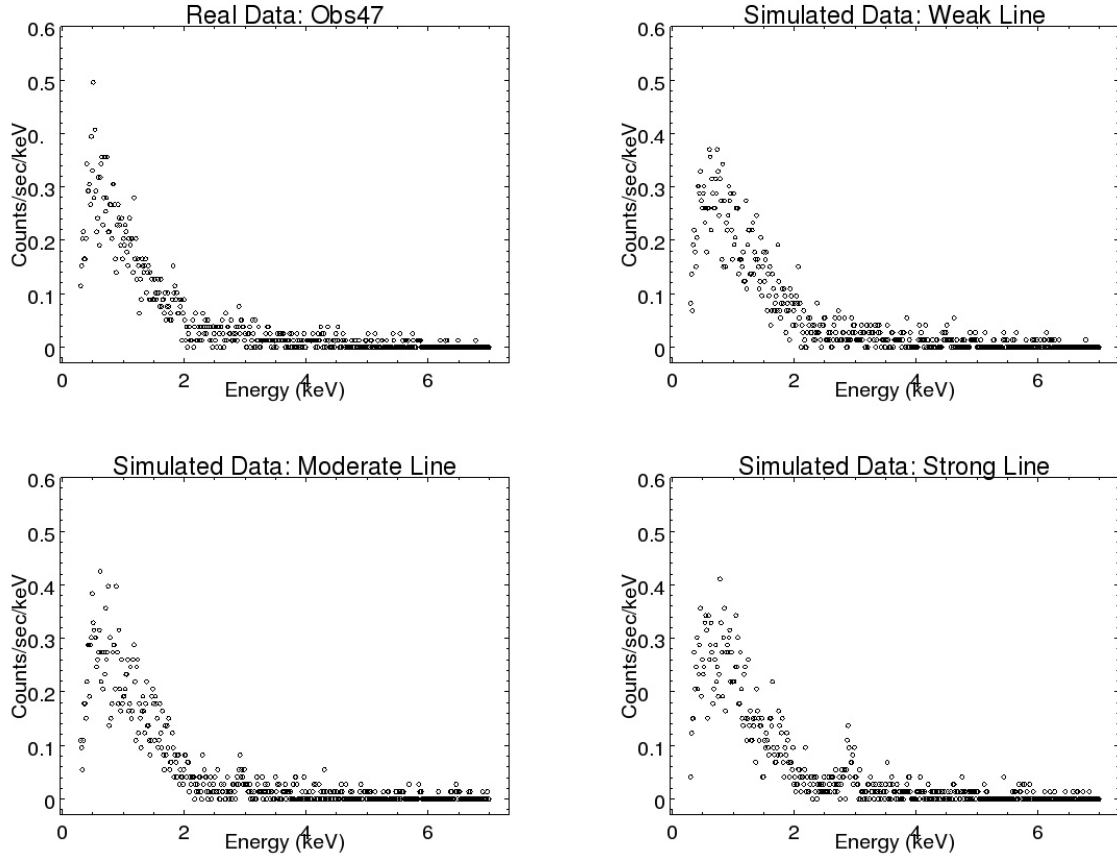 Real Data: Obs47
0.6
0.5
0.
0.3
0.2
0.1
0
Counts/sec/keV
0 2 4 6
Energy (keV)
Simulated Data: Weak Line
0.6
0.5
0.4
0.3
0.2
0.1
0
Counts/sec/keV
0 2 4 6
Energy (keV)
Simulated Data: Moderate Line
0.6
0.5
0.4
0.3
0.2
0.1
0
Counts/sec/keV
0 2 4 6
Energy (keV)
Simulated Data: Strong Line
0.6
0.5
0.4
0.3
0
0.1
0
Counts/sec/keV
0 2 4 6
Energy (keV)